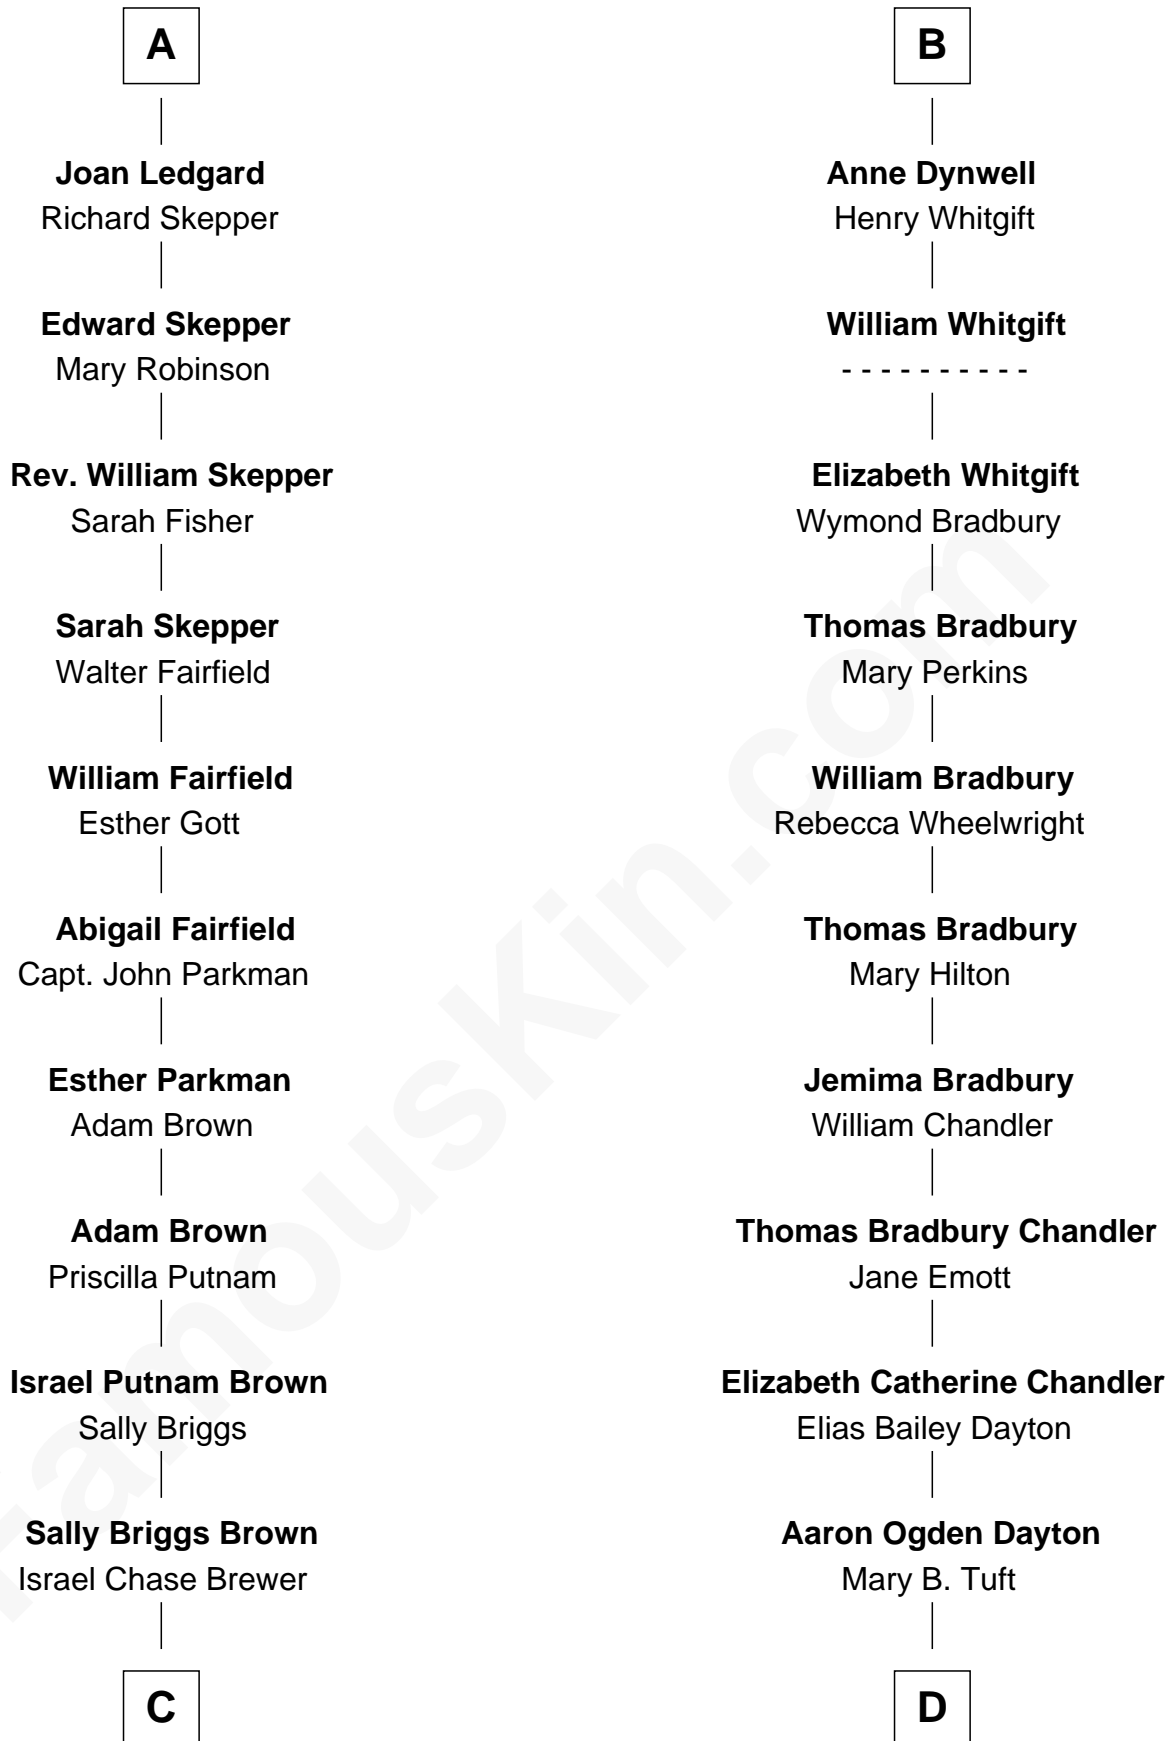 A
Joan Ledgard
Richard Skepper
Edward Skepper
Mary Robinson
Rev. William Skepper
Sarah Fisher
Sarah Skepper
Walter Fairfield
William Fairfield
Esther Gott
Abigail Fairfield
Capt. John Parkman
Esther Parkman
Adam Brown
Adam Brown
Priscilla Putnam
Israel Putnam Brown
Sally Briggs
Sally Briggs Brown
Israel Chase Brewer
C
B
Anne Dynwell
Henry Whitgift
William Whitgift
- - - - - - - - - -
Elizabeth Whitgift
Wymond Bradbury
Thomas Bradbury
Mary Perkins
William Bradbury
Rebecca Wheelwright
Thomas Bradbury
Mary Hilton
Jemima Bradbury
William Chandler
Thomas Bradbury Chandler
Jane Emott
Elizabeth Catherine Chandler
Elias Bailey Dayton
Aaron Ogden Dayton
Mary B. Tuft
D
FamousKin.com